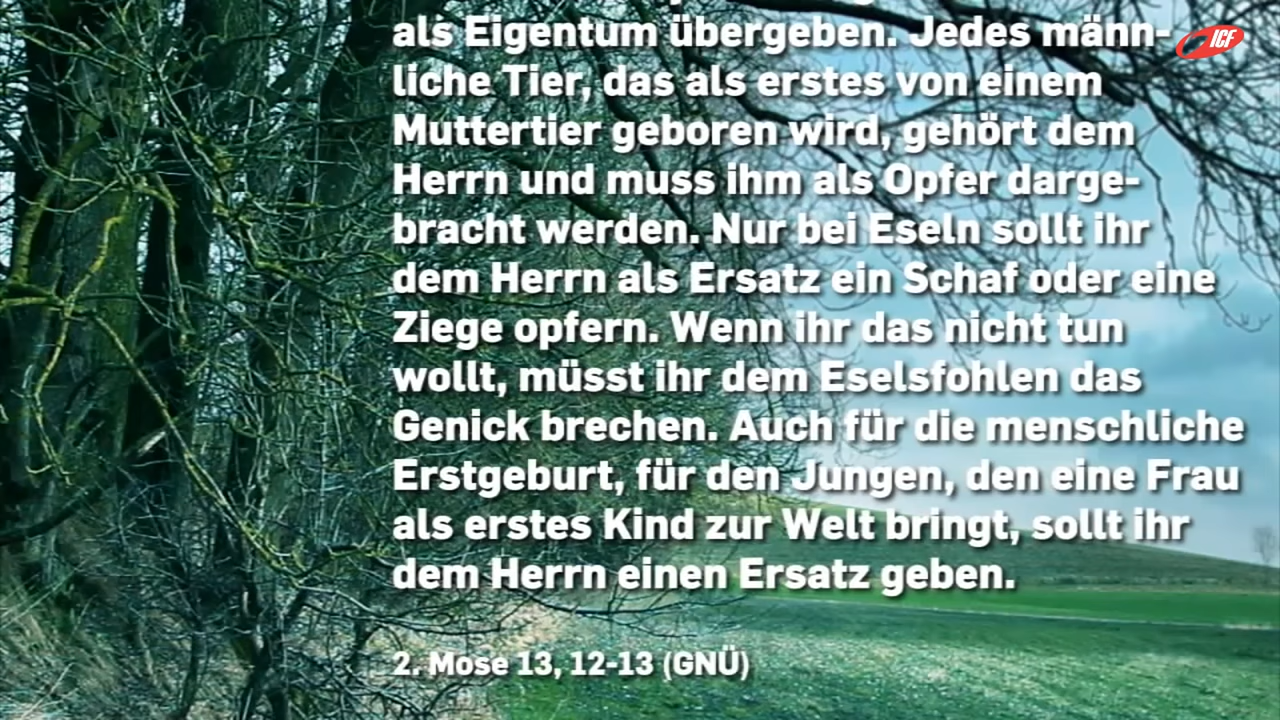 als Eigentum übergeben. Jedes männ-
ICF
liche Tier, das als erstes von einem
Muttertier geboren wird, gehört dem
Herrn und muss ihm als Opfer darge-
bracht werden. Nur bei Eseln sollt ihr
dem Herrn als Ersatz ein Schaf oder eine
Ziege opfern. Wenn ihr das nicht tun
wollt, müsst ihr dem Eselsfohlen das
Genick brechen. Auch für die menschliche
Erstgeburt, für den Jungen, den eine Frau
als erstes Kind zur Welt bringt, sollt ihr
dem Herrn einen Ersatz geben.
2. Mose 13, 12-13 (GNÜ)